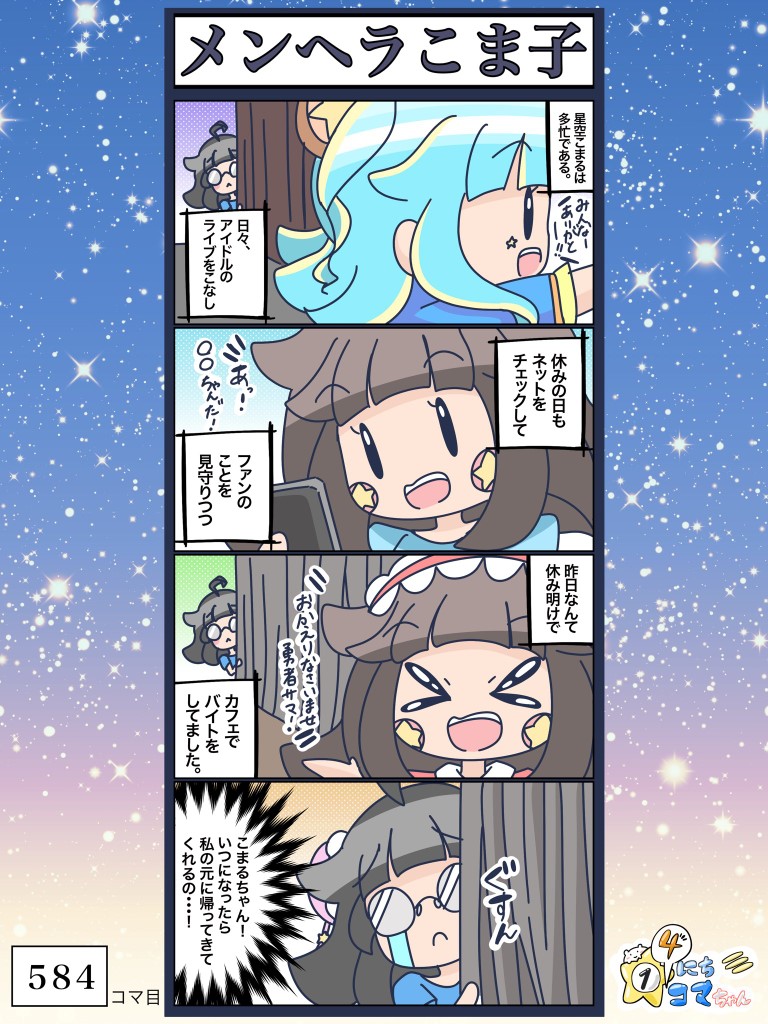 メンヘラこま子
星空こまるは
多忙である。
みんなー
ありがとー!!
日々、
アイドルの
ライブをこなし
休みの日も
ネットを
チェックして
あっ!
○○ちゃんだ!
ファンの
ことを
見守りつつ
昨日なんて
休み明けで
おかえりなさいませ
勇者サマ!
カフェで
バイトを
してました。
こまるちゃん!
いつになったら
私の元に帰ってきて
くれるの…!
ぐすん
584
コマ目
1
にち
4
コマ
ちゃん